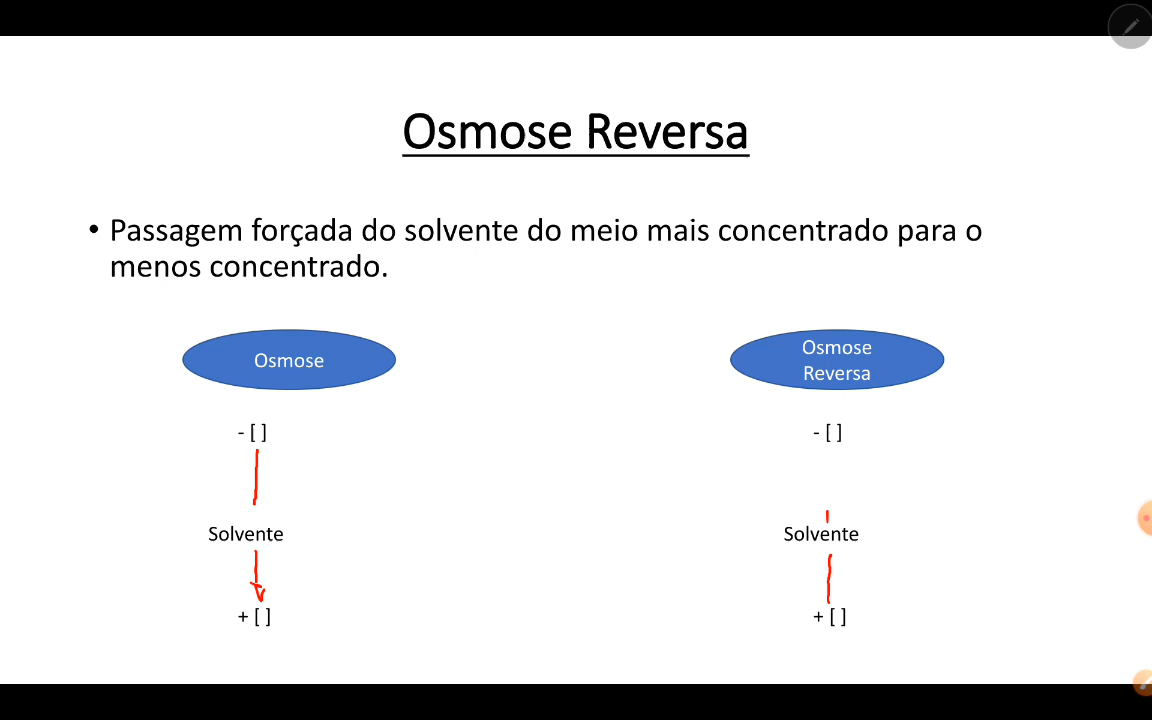 Osmose Reversa
• Passagem forçada do solvente do meio mais concentrado para o
menos concentrado.
Osmose
- [ ]
Solvente
+ [ ]
Osmose
Reversa
- [ ]
Solvente
+ [ ]